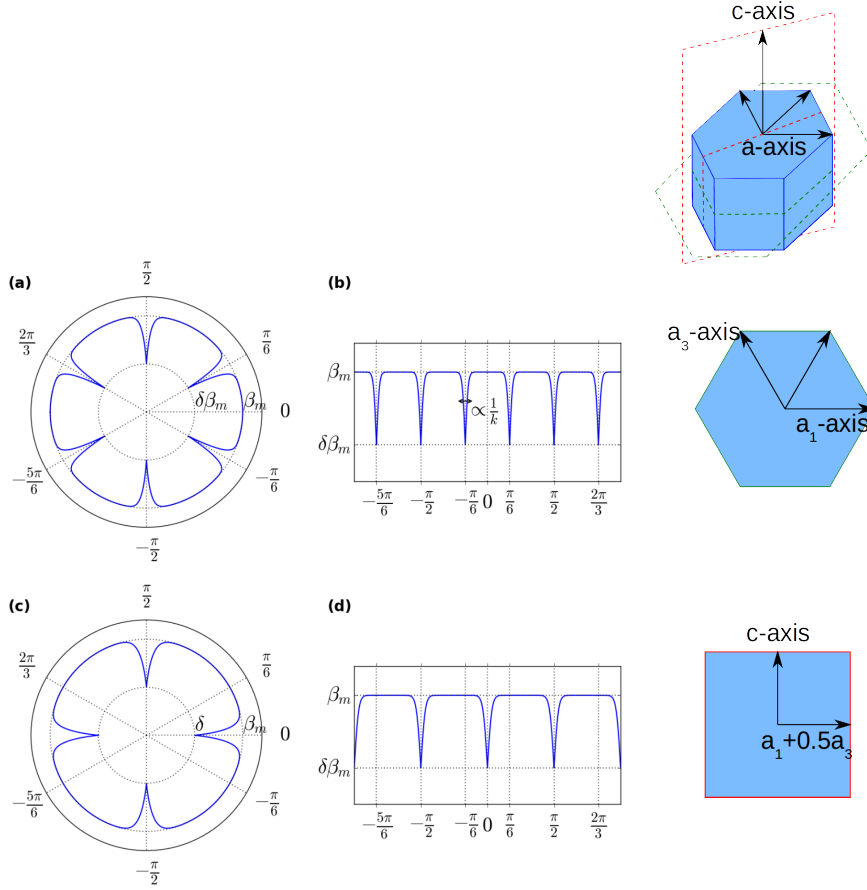 c-axis
a-axis
(a)
π/2
2π/3
π/6
δβₘ
βₘ
0
−5π/6
−π/6
−π/2
(b)
βₘ
∝ 1/k
δβₘ
−5π/6
−π/2
−π/6
0
π/6
π/2
2π/3
a₃-axis
a₁-axis
(c)
π/2
2π/3
π/6
δ
βₘ
0
−5π/6
−π/6
−π/2
(d)
βₘ
δβₘ
−5π/6
−π/2
−π/6
0
π/6
π/2
2π/3
c-axis
a₁+0.5a₃